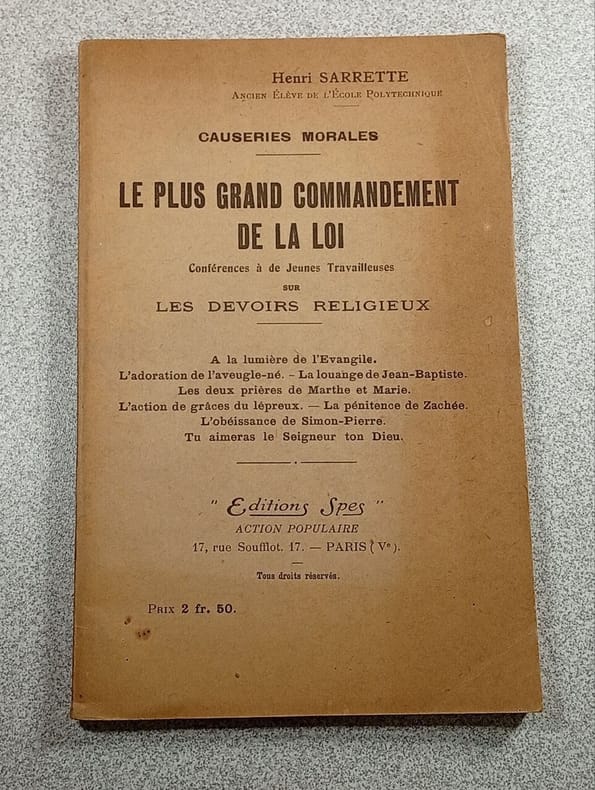 Henri SARRETTE
ANCIEN ÉLÈVE DE L'ÉCOLE POLYTECHNIQUE
CAUSERIES MORALES
LE PLUS GRAND COMMANDEMENT
DE LA LOI
Conférences à de Jeunes Travailleuses
SUR
LES DEVOIRS RELIGIEUX
A la lumière de l'Evangile.
L'adoration de l'aveugle-né. - La louange de Jean-Baptiste.
Les deux prières de Marthe et Marie.
L'action de grâces du lépreux. — La pénitence de Zachée.
L'obéissance de Simon-Pierre.
Tu aimeras le Seigneur ton Dieu.
" Editions Spes "
ACTION POPULAIRE
17, rue Soufflot. 17. — PARIS (Ve).
Tous droits réservés.
PRIX 2 fr. 50.